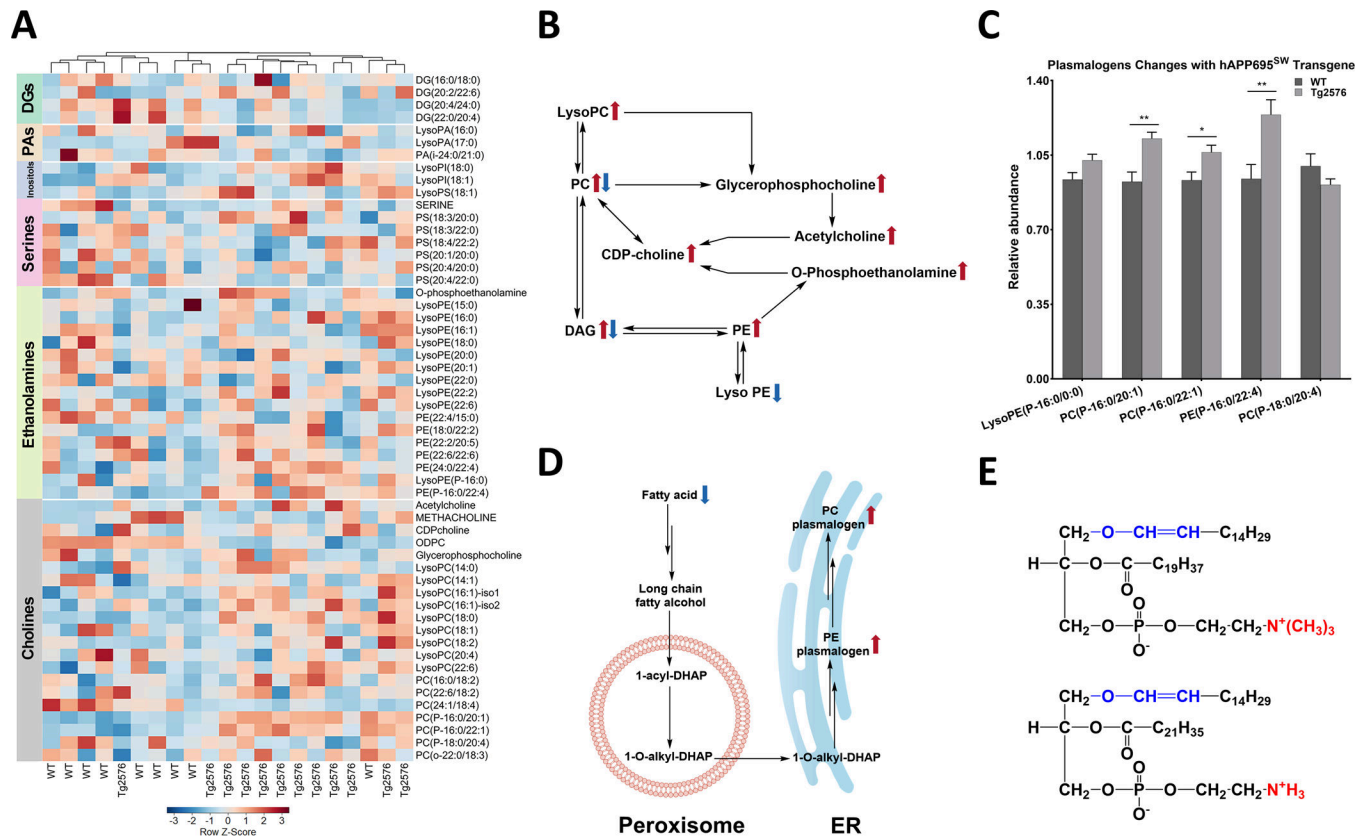 A
DGs
PAs
Inositols
Serines
Ethanolamines
Cholines
DG(16:0/18:0)
DG(20:2/22:6)
DG(20:4/24:0)
DG(22:0/20:4)
LysoPA(16:0)
LysoPA(17:0)
PA(i-24:0/21:0)
LysoPI(18:0)
LysoPI(18:1)
LysoPS(18:1)
SERINE
PS(18:3/20:0)
PS(18:3/22:0)
PS(18:4/22:2)
PS(20:1/20:0)
PS(20:4/20:0)
PS(20:4/22:0)
O-phosphoethanolamine
LysoPE(15:0)
LysoPE(16:0)
LysoPE(16:1)
LysoPE(18:0)
LysoPE(20:0)
LysoPE(20:1)
LysoPE(22:0)
LysoPE(22:2)
LysoPE(22:6)
PE(22:4/15:0)
PE(18:0/22:2)
PE(22:2/20:5)
PE(22:6/22:6)
PE(24:0/22:4)
LysoPE(P-16:0)
PE(P-16:0/22:4)
Acetylcholine
METHACHOLINE
CDPcholine
ODPC
Glycerophosphocholine
LysoPC(14:0)
LysoPC(14:1)
LysoPC(16:1)-iso1
LysoPC(16:1)-iso2
LysoPC(18:0)
LysoPC(18:1)
LysoPC(18:2)
LysoPC(20:4)
LysoPC(22:6)
PC(16:0/18:2)
PC(22:6/18:2)
PC(24:1/18:4)
PC(P-16:0/20:1)
PC(P-16:0/22:1)
PC(P-18:0/20:4)
PC(o-22:0/18:3)
WT
WT
WT
WT
Tg2576
WT
WT
WT
WT
Tg2576
Tg2576
Tg2576
Tg2576
Tg2576
Tg2576
Tg2576
Tg2576
Tg2576
WT
Tg2576
Tg2576
-3 -2 -1 0 1 2 3
Row Z-Score
B
LysoPC
PC
Glycerophosphocholine
Acetylcholine
CDP-choline
O-Phosphoethanolamine
DAG
PE
Lyso PE
C
Plasmalogens Changes with hAPP695SW Transgene
WT
Tg2576
Relative abundance
1.40
1.05
0.70
0.35
0.00
**
*
**
LysoPE(P-16:0/0:0)
PC(P-16:0/20:1)
PC(P-16:0/22:1)
PE(P-16:0/22:4)
PC(P-18:0/20:4)
D
Fatty acid
Long chain
fatty alcohol
1-acyl-DHAP
1-O-alkyl-DHAP
Peroxisome
PC
plasmalogen
PE
plasmalogen
1-O-alkyl-DHAP
ER
E
CH2-O-CH=CH-C14H29
H O-C-C19H37
O
O
CH2-O-P-O-CH2-CH2-N+(CH3)3
O-
CH2-O-CH=CH-C14H29
H O-C-C21H35
O
O
CH2-O-P-O-CH2-CH2-N+H3
O-